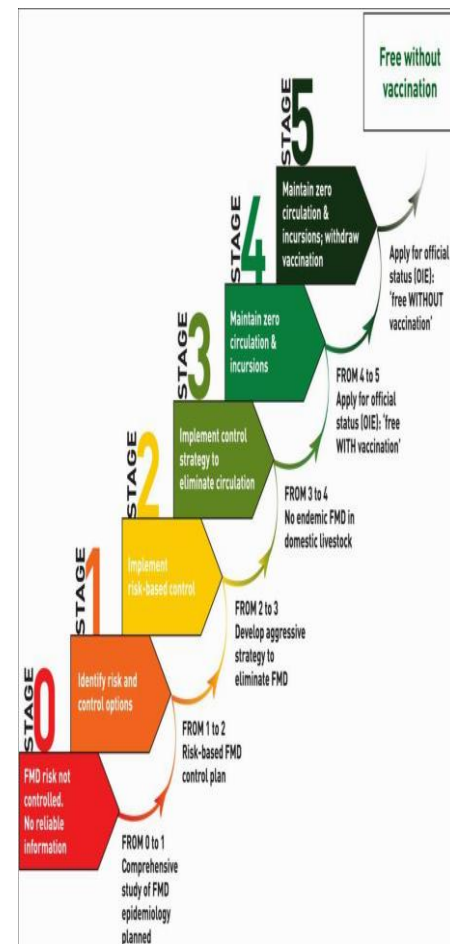 Free without
vaccination
STAGE 5
Maintain zero
circulation &
incursions; withdraw
vaccination
Apply for official
status (OIE):
'free WITHOUT
vaccination'
STAGE 4
Maintain zero
circulation &
incursions
FROM 4 to 5
Apply for official
status (OIE): 'free
WITH vaccination'
STAGE 3
Implement control
strategy to
eliminate circulation
FROM 3 to 4
No endemic FMD in
domestic livestock
STAGE 2
Implement
risk-based control
FROM 2 to 3
Develop aggressive
strategy to
eliminate FMD
STAGE 1
Identify risk and
control options
FROM 1 to 2
Risk-based FMD
control plan
STAGE 0
FMD risk not
controlled.
No reliable
information
FROM 0 to 1
Comprehensive
study of FMD
epidemiology
planned